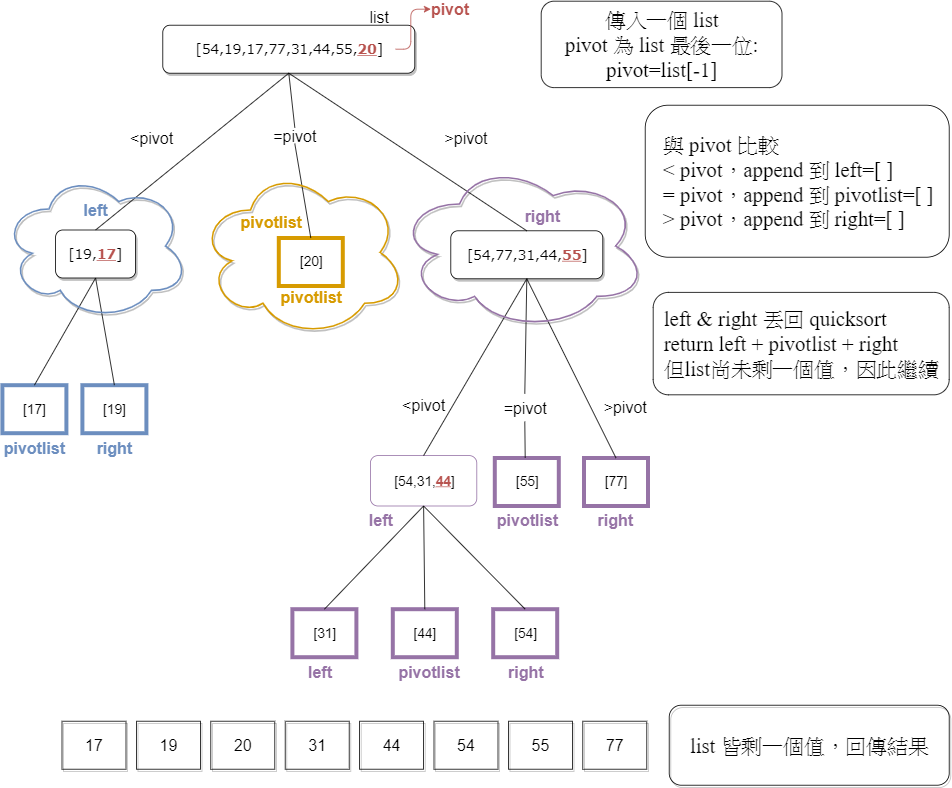 list
pivot
[54,19,17,77,31,44,55,20]
傳入一個 list
pivot 為 list 最後一位:
pivot=list[-1]
<pivot
=pivot
>pivot
與 pivot 比較
< pivot，append 到 left=[ ]
= pivot，append 到 pivotlist=[ ]
> pivot，append 到 right=[ ]
left
[19,17]
pivotlist
[20]
pivotlist
right
[54,77,31,44,55]
left & right 丟回 quicksort
return left + pivotlist + right
但list尚未剩一個值，因此繼續
[17]
pivotlist
[19]
right
<pivot
=pivot
>pivot
[54,31,44]
left
[55]
pivotlist
[77]
right
[31]
left
[44]
pivotlist
[54]
right
17 19 20 31 44 54 55 77
list 皆剩一個值，回傳結果